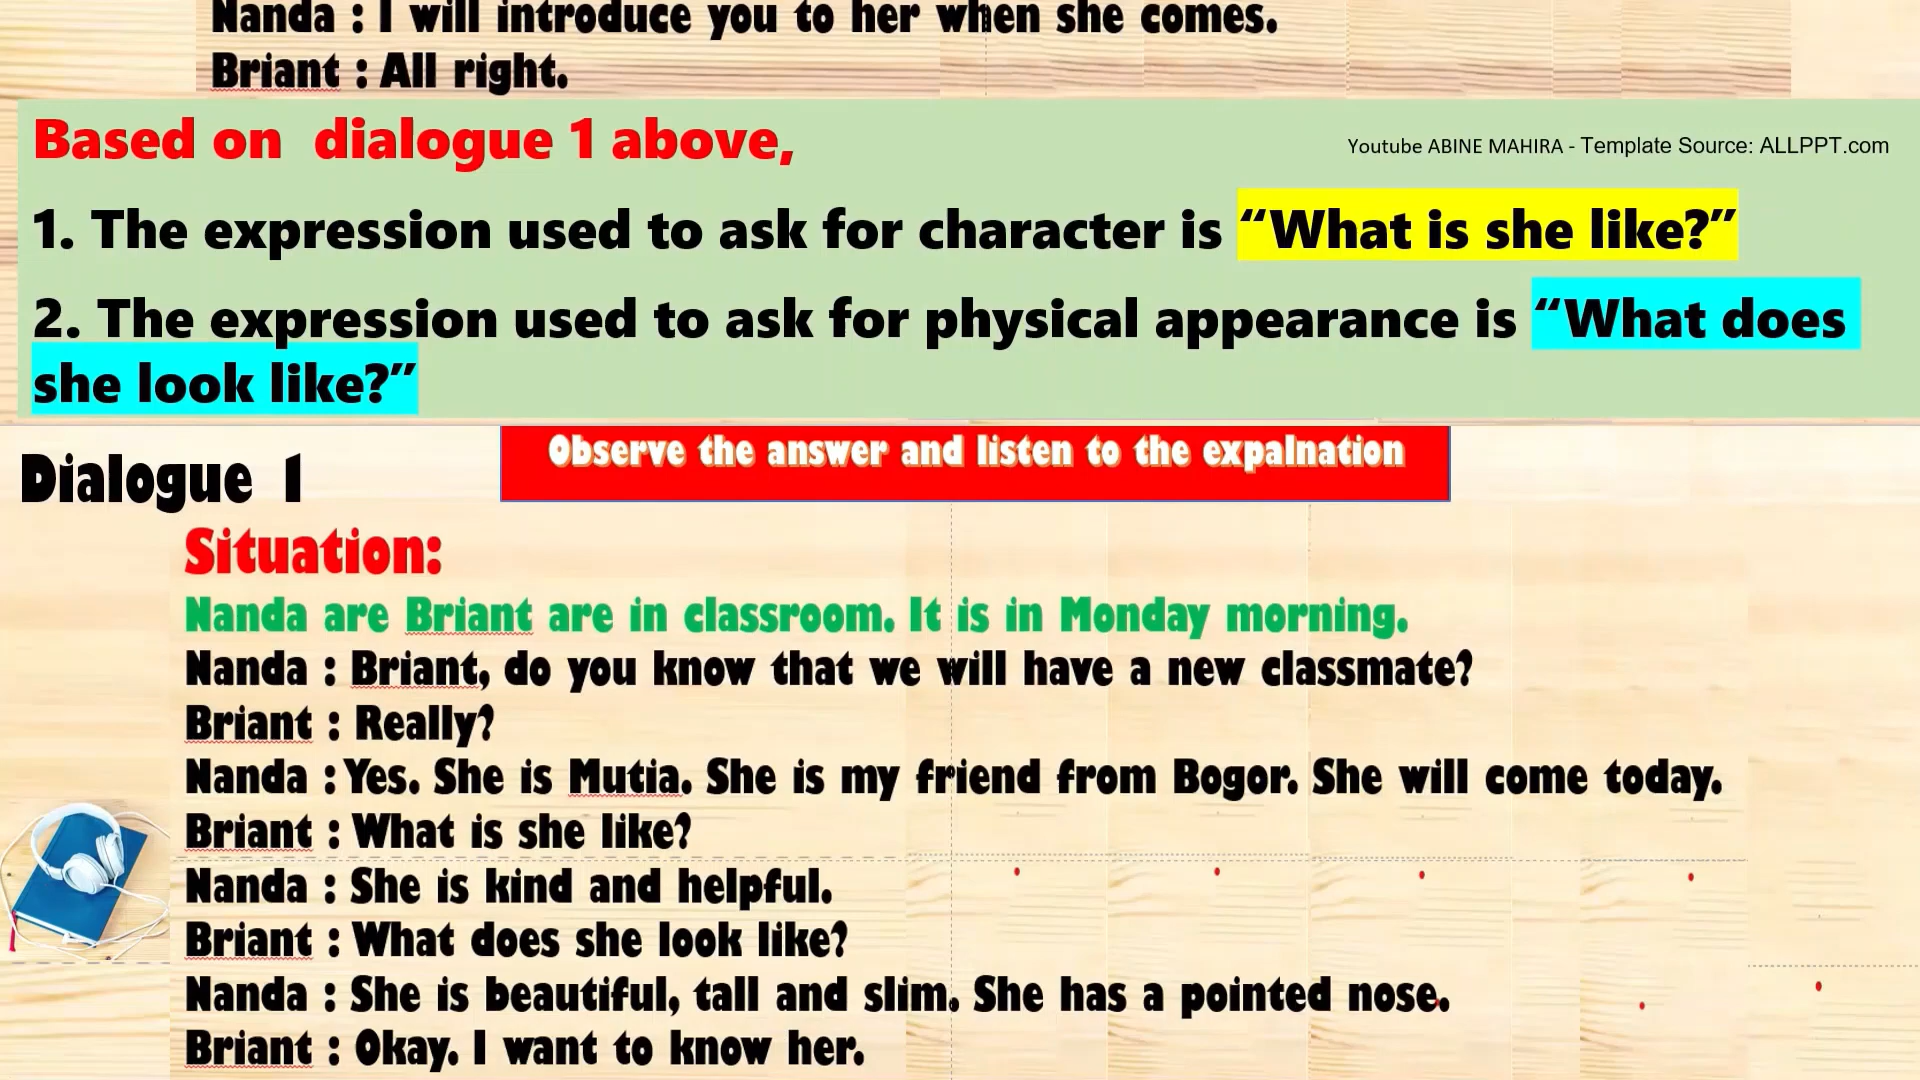 Nanda : I will introduce you to her when she comes.
Briant : All right.
Based on dialogue 1 above,
Youtube ABINE MAHIRA - Template Source: ALLPPT.com
1. The expression used to ask for character is “What is she like?”
2. The expression used to ask for physical appearance is “What does
she look like?”
Observe the answer and listen to the expalnation
Dialogue 1
Situation:
Nanda are Briant are in classroom. It is in Monday morning.
Nanda : Briant, do you know that we will have a new classmate?
Briant : Really?
Nanda : Yes. She is Mutia. She is my friend from Bogor. She will come today.
Briant : What is she like?
Nanda : She is kind and helpful.
Briant : What does she look like?
Nanda : She is beautiful, tall and slim. She has a pointed nose.
Briant : Okay. I want to know her.